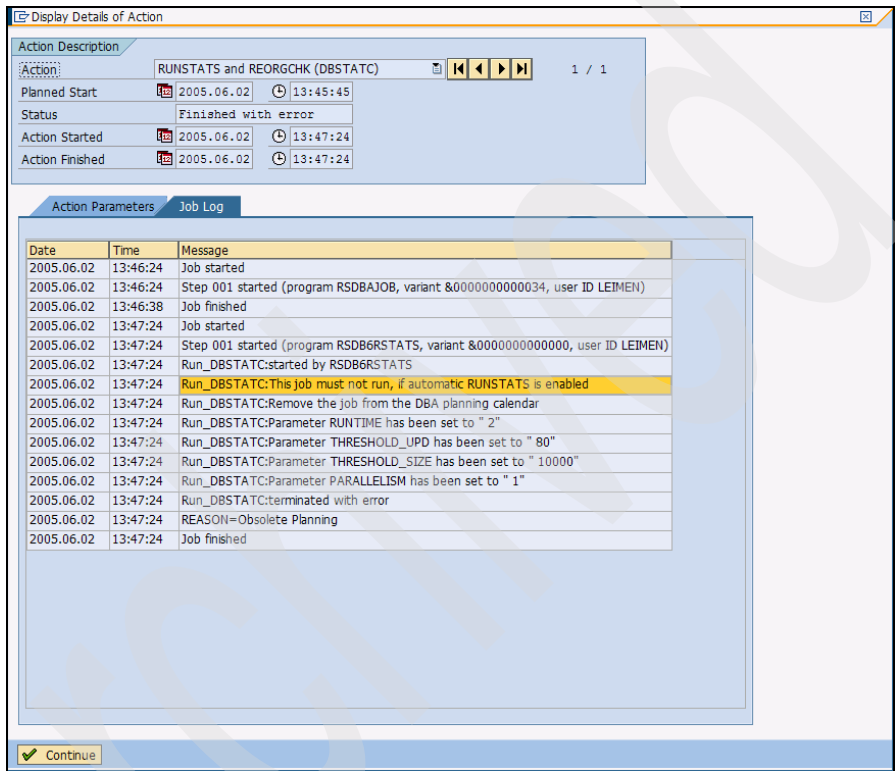 Display Details of Action
Action Description
Action RUNSTATS and REORGCHK (DBSTATC) 1 / 1
Planned Start 2005.06.02 13:45:45
Status Finished with error
Action Started 2005.06.02 13:47:24
Action Finished 2005.06.02 13:47:24
Action Parameters Job Log
Date Time Message
2005.06.02 13:46:24 Job started
2005.06.02 13:46:24 Step 001 started (program RSDBAJOB, variant &0000000000034, user ID LEIMEN)
2005.06.02 13:46:38 Job finished
2005.06.02 13:47:24 Job started
2005.06.02 13:47:24 Step 001 started (program RSDB6RSTATS, variant &0000000000000, user ID LEIMEN)
2005.06.02 13:47:24 Run_DBSTATC:started by RSDB6RSTATS
2005.06.02 13:47:24 Run_DBSTATC:This job must not run, if automatic RUNSTATS is enabled
2005.06.02 13:47:24 Run_DBSTATC:Remove the job from the DBA planning calendar
2005.06.02 13:47:24 Run_DBSTATC:Parameter RUNTIME has been set to " 2"
2005.06.02 13:47:24 Run_DBSTATC:Parameter THRESHOLD_UPD has been set to " 80"
2005.06.02 13:47:24 Run_DBSTATC:Parameter THRESHOLD_SIZE has been set to " 10000"
2005.06.02 13:47:24 Run_DBSTATC:Parameter PARALLELISM has been set to " 1"
2005.06.02 13:47:24 Run_DBSTATC:terminated with error
2005.06.02 13:47:24 REASON=Obsolete Planning
2005.06.02 13:47:24 Job finished
Continue